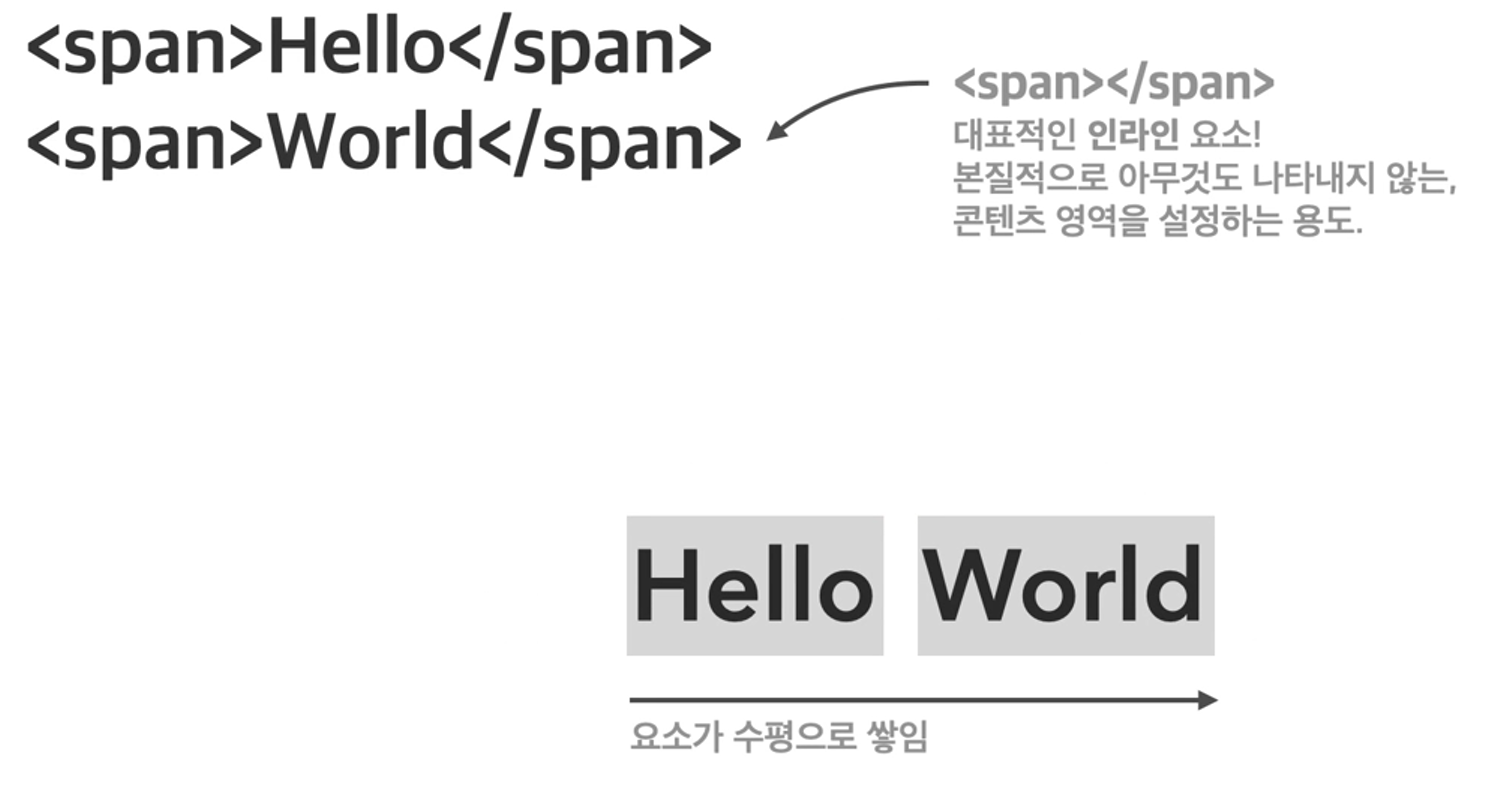 <span>Hello</span>
<span>World</span>
<span></span>
대표적인 인라인 요소!
본질적으로 아무것도 나타내지 않는,
콘텐츠 영역을 설정하는 용도.
Hello World
요소가 수평으로 쌓임